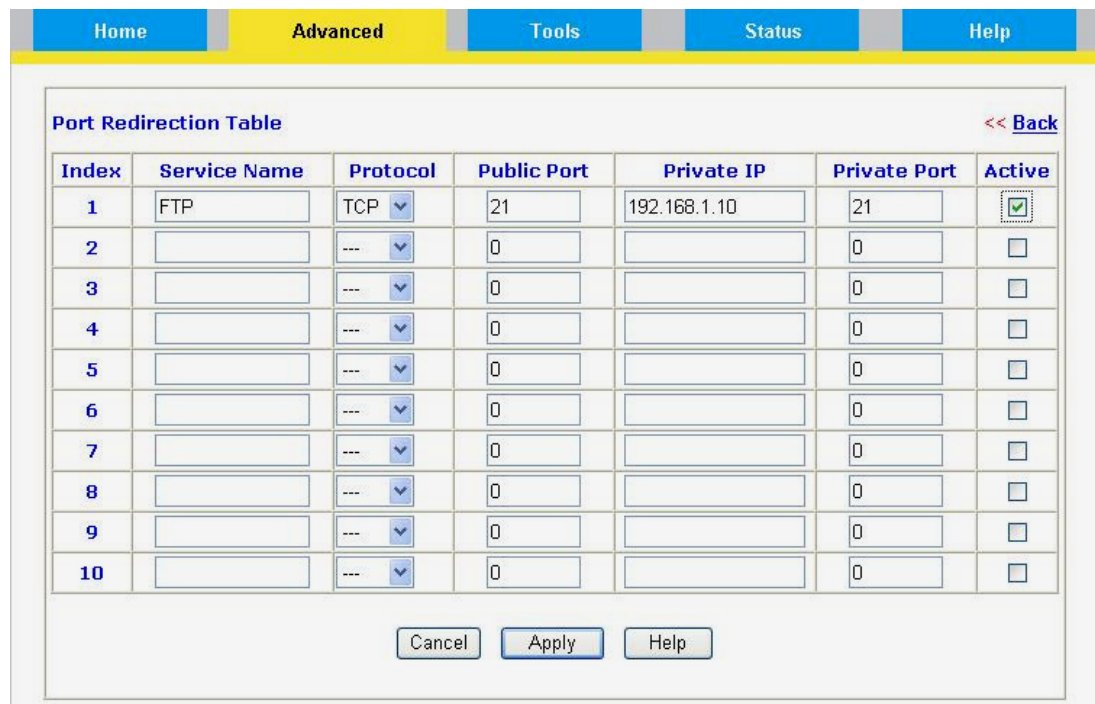 Home Advanced Tools Status Help
Port Redirection Table << Back
Index Service Name Protocol Public Port Private IP Private Port Active
1 FTP TCP 21 192.168.1.10 21
2 --- 0 0
3 --- 0 0
4 --- 0 0
5 --- 0 0
6 --- 0 0
7 --- 0 0
8 --- 0 0
9 --- 0 0
10 --- 0 0
Cancel Apply Help